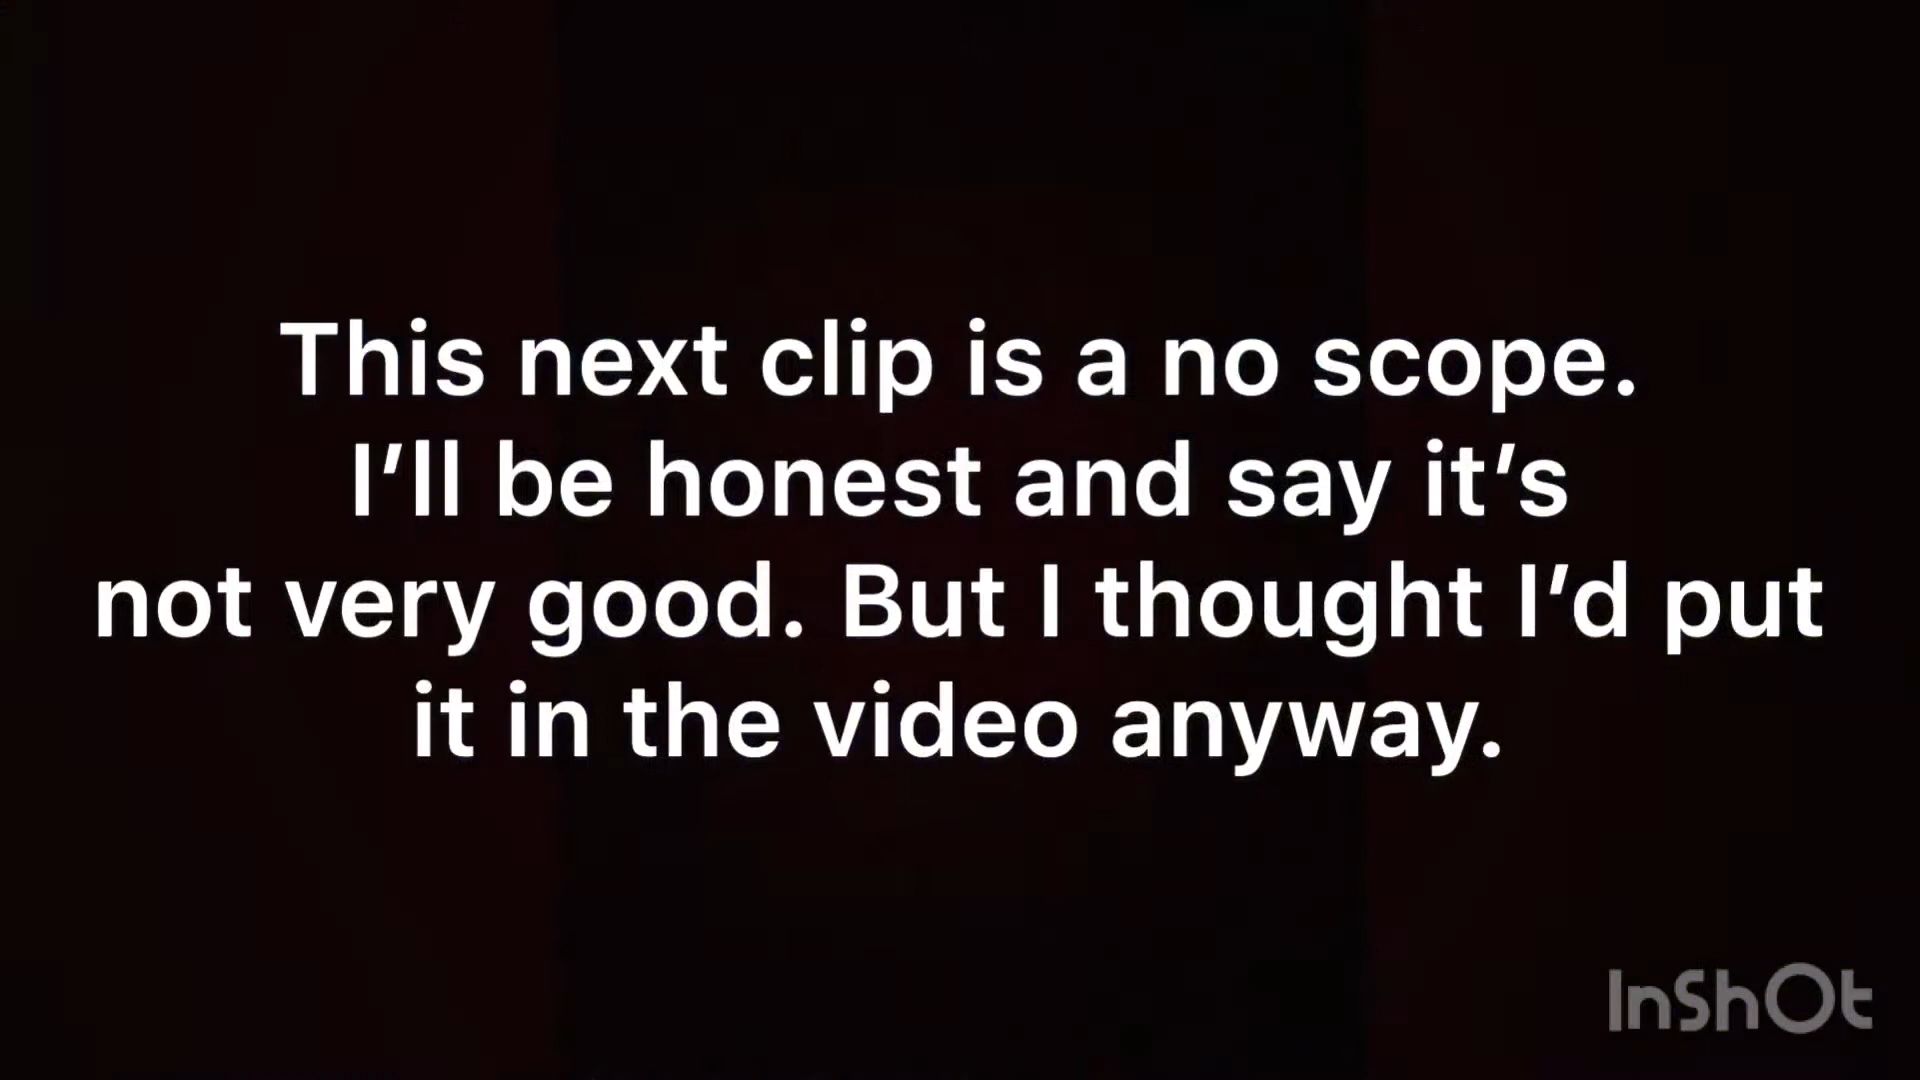 This next clip is a no scope.
I’ll be honest and say it’s
not very good. But I thought I’d put
it in the video anyway.
InShOt